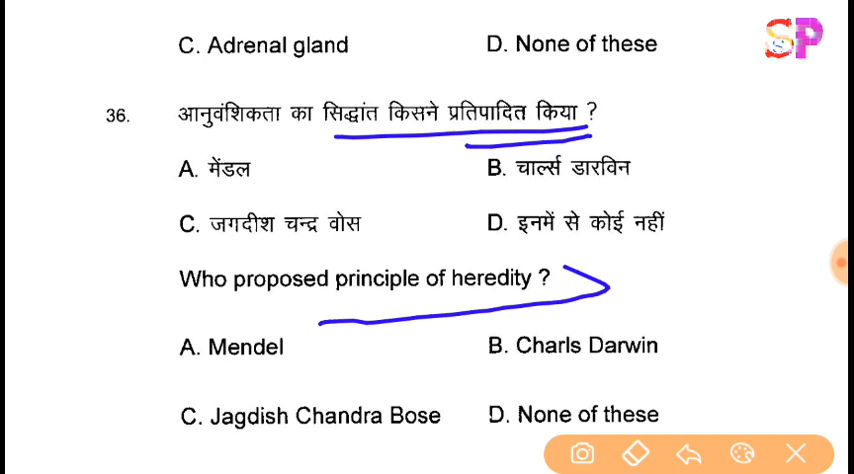 SP
C. Adrenal gland D. None of these
36. आनुवंशिकता का सिद्धांत किसने प्रतिपादित किया ?
A. मेंडल B. चार्ल्स डारविन
C. जगदीश चन्द्र वोस D. इनमें से कोई नहीं
Who proposed principle of heredity ?
A. Mendel B. Charls Darwin
C. Jagdish Chandra Bose D. None of these